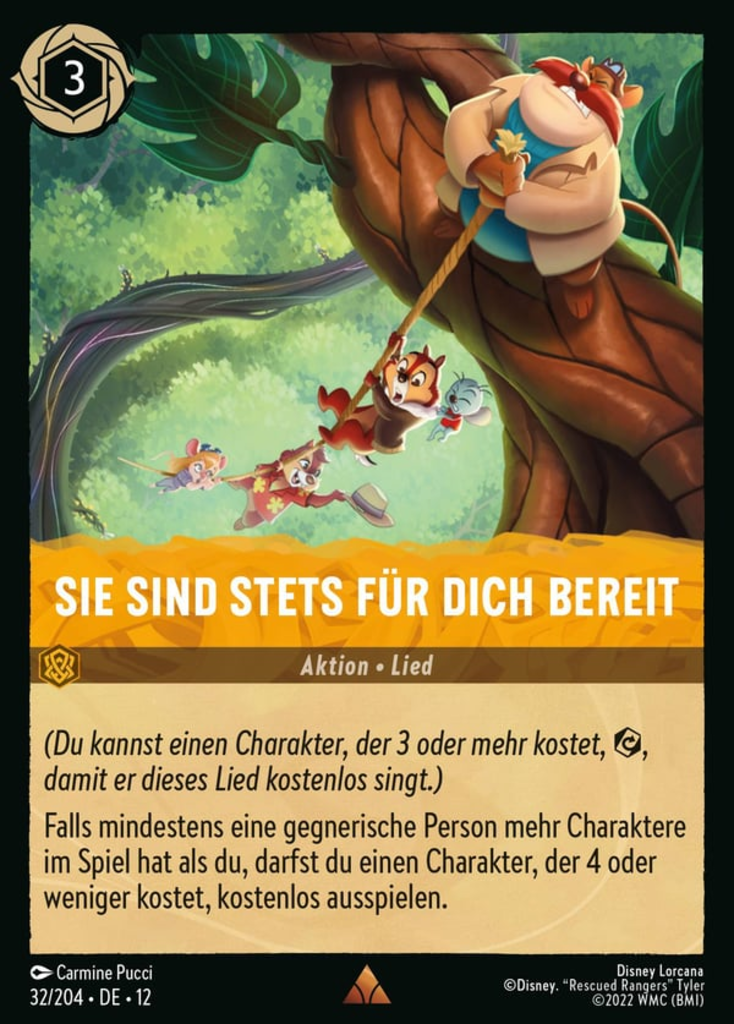 3
SIE SIND STETS FÜR DICH BEREIT
Aktion • Lied
(Du kannst einen Charakter, der 3 oder mehr kostet, ,
damit er dieses Lied kostenlos singt.)
Falls mindestens eine gegnerische Person mehr Charaktere
im Spiel hat als du, darfst du einen Charakter, der 4 oder
weniger kostet, kostenlos ausspielen.
Carmine Pucci
32/204 • DE • 12
Disney Lorcana
©Disney. “Rescued Rangers” Tyler
©2022 WMC (BMI)